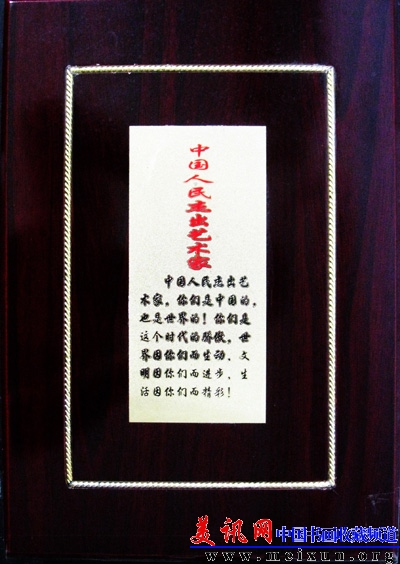 中国人民杰出艺术家
中国人民杰出艺
术家，你们是中国的，
也是世界的！你们是
这个时代的骄傲，世
界因你们而生动、文
明因你们而进步、生
活因你们而精彩！
美讯网 中国书画收藏频道
www.meixun.org